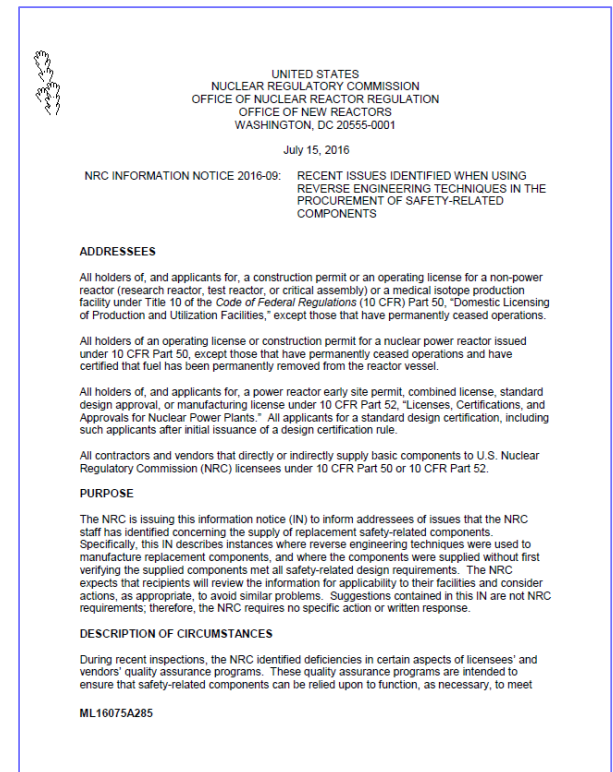 UNITED STATES
NUCLEAR REGULATORY COMMISSION
OFFICE OF NUCLEAR REACTOR REGULATION
OFFICE OF NEW REACTORS
WASHINGTON, DC 20555-0001
July 15, 2016
NRC INFORMATION NOTICE 2016-09: RECENT ISSUES IDENTIFIED WHEN USING
REVERSE ENGINEERING TECHNIQUES IN THE
PROCUREMENT OF SAFETY-RELATED
COMPONENTS
ADDRESSEES
All holders of, and applicants for, a construction permit or an operating license for a non-power
reactor (research reactor, test reactor, or critical assembly) or a medical isotope production
facility under Title 10 of the Code of Federal Regulations (10 CFR) Part 50, “Domestic Licensing
of Production and Utilization Facilities,” except those that have permanently ceased operations.
All holders of an operating license or construction permit for a nuclear power reactor issued
under 10 CFR Part 50, except those that have permanently ceased operations and have
certified that fuel has been permanently removed from the reactor vessel.
All holders of, and applicants for, a power reactor early site permit, combined license, standard
design approval, or manufacturing license under 10 CFR Part 52, “Licenses, Certifications, and
Approvals for Nuclear Power Plants.” All applicants for a standard design certification, including
such applicants after initial issuance of a design certification rule.
All contractors and vendors that directly or indirectly supply basic components to U.S. Nuclear
Regulatory Commission (NRC) licensees under 10 CFR Part 50 or 10 CFR Part 52.
PURPOSE
The NRC is issuing this information notice (IN) to inform addressees of issues that the NRC
staff has identified concerning the supply of replacement safety-related components.
Specifically, this IN describes instances where reverse engineering techniques were used to
manufacture replacement components, and where the components were supplied without first
verifying the supplied components met all safety-related design requirements. The NRC
expects that recipients will review the information for applicability to their facilities and consider
actions, as appropriate, to avoid similar problems. Suggestions contained in this IN are not NRC
requirements; therefore, the NRC requires no specific action or written response.
DESCRIPTION OF CIRCUMSTANCES
During recent inspections, the NRC identified deficiencies in certain aspects of licensees’ and
vendors’ quality assurance programs. These quality assurance programs are intended to
ensure that safety-related components can be relied upon to function, as necessary, to meet
ML16075A285